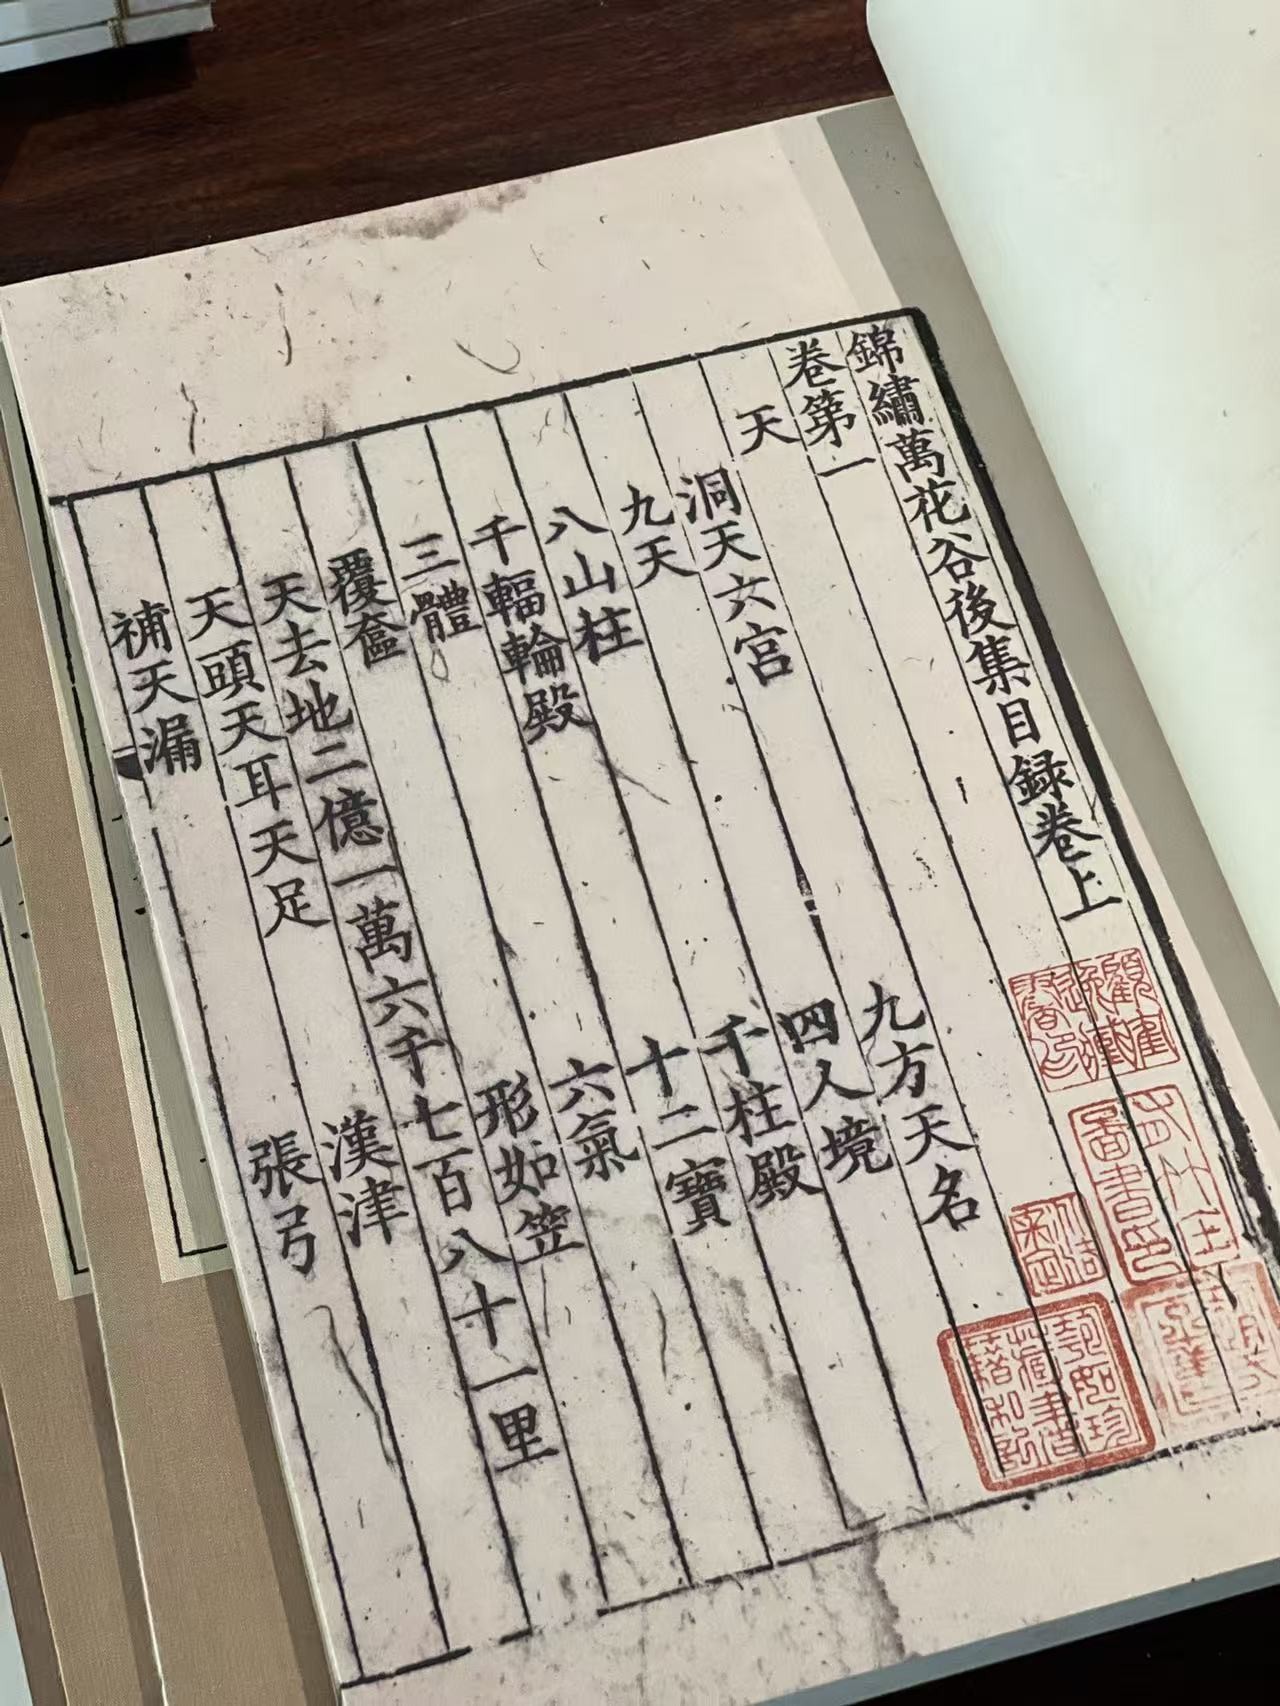 錦繡萬花谷後集目録卷上
卷第一
天
洞天六宮 九方天名
九天 四人境
八山柱 千柱殿
千輻輪殿 十二寶
三體 六氣
覆奩 形如笠
天去地二億一萬六千七百八十一里
天頭天耳天足 漢津
補天漏 張弓